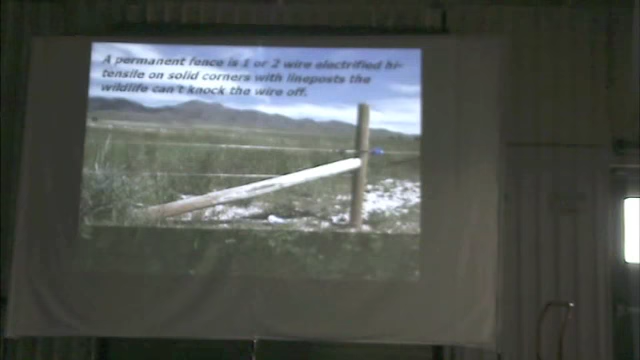 A permanent fence is 1 or 2 wire electrified hi-
tensile on solid corners with lineposts the
wildlife can't knock the wire off.